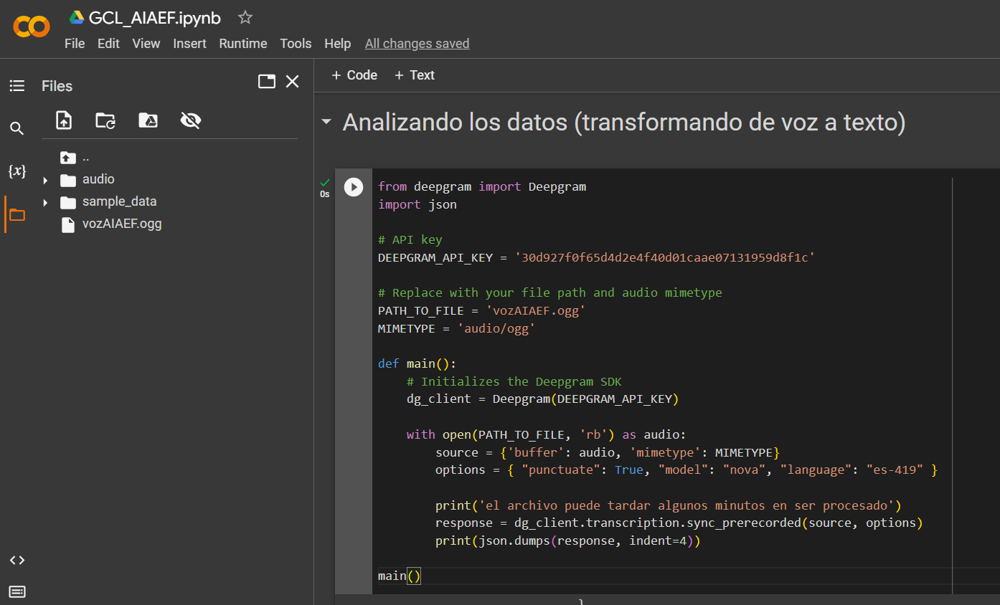 GCL_AIAEF.ipynb
File Edit View Insert Runtime Tools Help All changes saved
Files
..
audio
sample_data
vozAIAEF.ogg
{x}
+ Code + Text
Analizando los datos (transformando de voz a texto)
0s
from deepgram import Deepgram
import json
# API key
DEEPGRAM_API_KEY = '30d927f0f65d4d2e4f40d01caae07131959d8f1c'
# Replace with your file path and audio mimetype
PATH_TO_FILE = 'vozAIAEF.ogg'
MIMETYPE = 'audio/ogg'
def main():
# Initializes the Deepgram SDK
dg_client = Deepgram(DEEPGRAM_API_KEY)
with open(PATH_TO_FILE, 'rb') as audio:
source = {'buffer': audio, 'mimetype': MIMETYPE}
options = { "punctuate": True, "model": "nova", "language": "es-419" }
print('el archivo puede tardar algunos minutos en ser procesado')
response = dg_client.transcription.sync_prerecorded(source, options)
print(json.dumps(response, indent=4))
main()
}